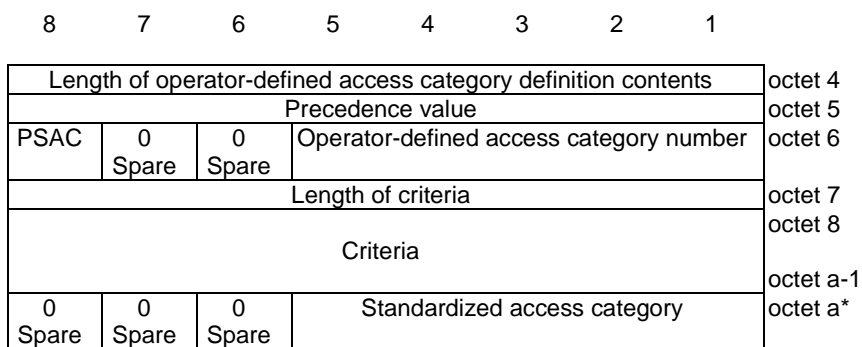 8 7 6 5 4 3 2 1
Length of operator-defined access category definition contents octet 4
Precedence value octet 5
PSAC 0 0 Operator-defined access category number octet 6
Spare Spare
Length of criteria octet 7
octet 8
Criteria
octet a-1
0 0 0 Standardized access category octet a*
Spare Spare Spare